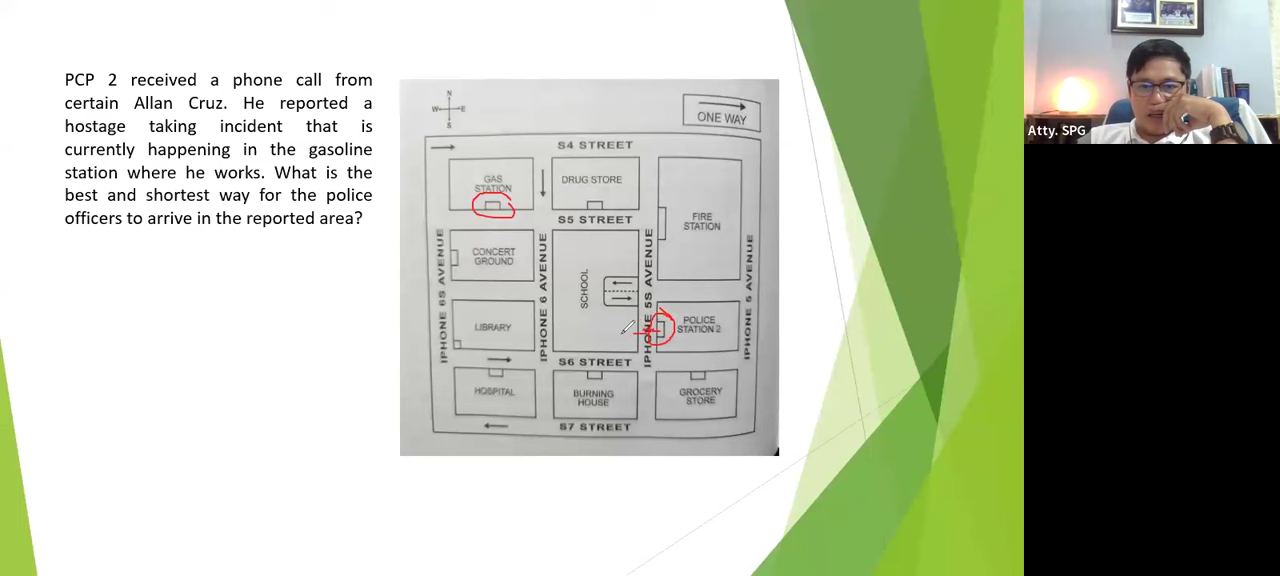 PCP 2 received a phone call from
certain Allan Cruz. He reported a
hostage taking incident that is
currently happening in the gasoline
station where he works. What is the
best and shortest way for the police
officers to arrive in the reported area?
N
W
E
S
ONE WAY
S4 STREET
GAS
STATION
DRUG STORE
FIRE
STATION
S5 STREET
IPHONE 6S AVENUE
CONCERT
GROUND
IPHONE 6 AVENUE
SCHOOL
IPHONE 5S AVENUE
IPHONE 5 AVENUE
LIBRARY
POLICE
STATION 2
S6 STREET
HOSPITAL
BURNING
HOUSE
GROCERY
STORE
S7 STREET
Atty. SPG